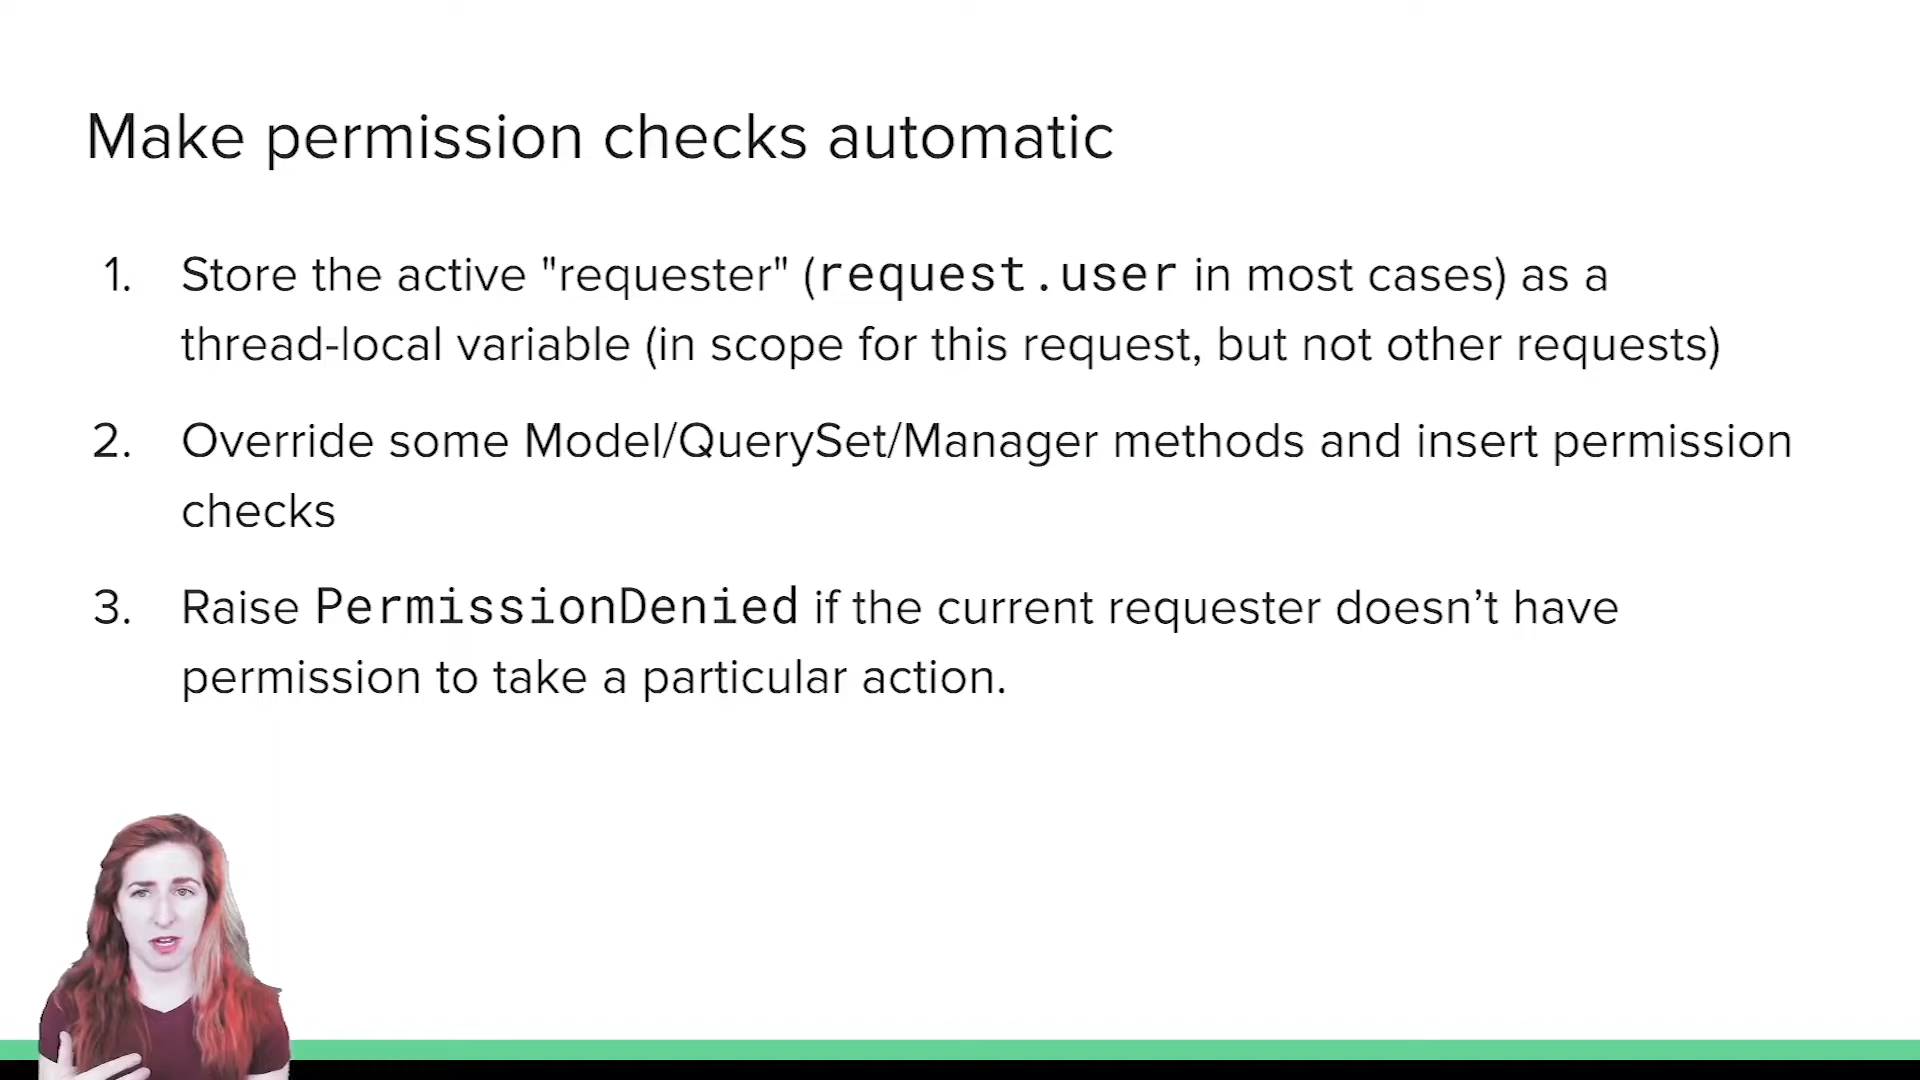 Make permission checks automatic
1. Store the active "requester" (request.user in most cases) as a
thread-local variable (in scope for this request, but not other requests)
2. Override some Model/QuerySet/Manager methods and insert permission
checks
3. Raise PermissionDenied if the current requester doesn’t have
permission to take a particular action.